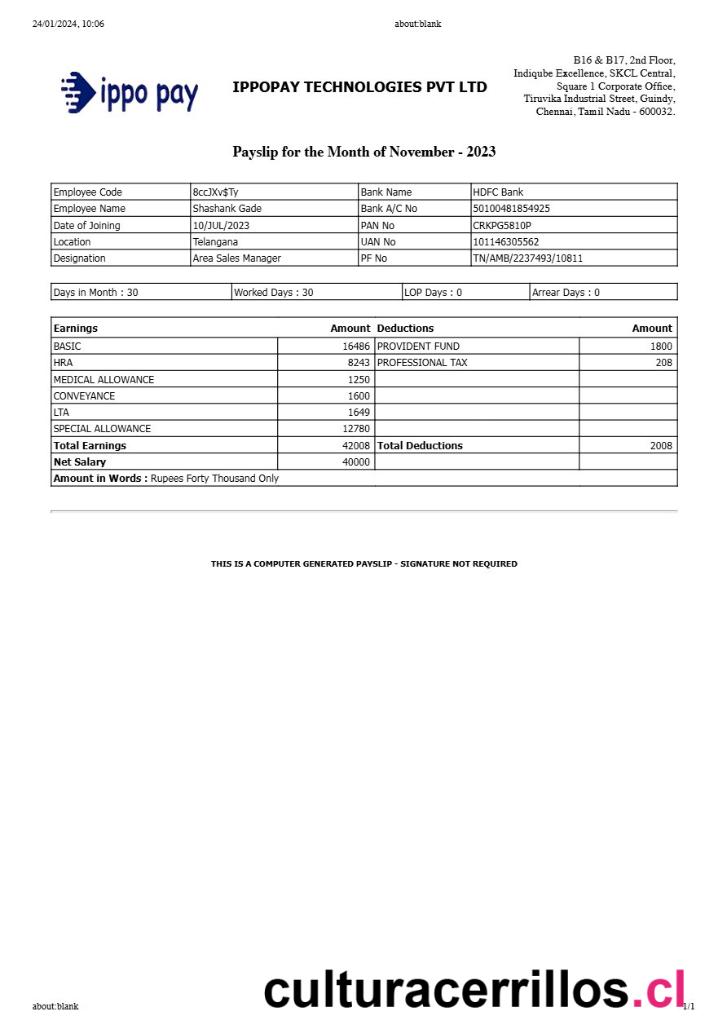 24/01/2024, 10:06 about:blank
ippo pay
IPPOPAY TECHNOLOGIES PVT LTD
B16 & B17, 2nd Floor,
Indiqube Excellence, SKCL Central,
Square 1 Corporate Office,
Tiruvika Industrial Street, Guindy,
Chennai, Tamil Nadu - 600032.
Payslip for the Month of November - 2023
Employee Code 8ccJXv$Ty Bank Name HDFC Bank
Employee Name Shashank Gade Bank A/C No 50100481854925
Date of Joining 10/JUL/2023 PAN No CRKPG5810P
Location Telangana UAN No 101146305562
Designation Area Sales Manager PF No TN/AMB/2237493/10811
Days in Month : 30 Worked Days : 30 LOP Days : 0 Arrear Days : 0
Earnings Amount Deductions Amount
BASIC 16486 PROVIDENT FUND 1800
HRA 8243 PROFESSIONAL TAX 208
MEDICAL ALLOWANCE 1250
CONVEYANCE 1600
LTA 1649
SPECIAL ALLOWANCE 12780
Total Earnings 42008 Total Deductions 2008
Net Salary 40000
Amount in Words : Rupees Forty Thousand Only
THIS IS A COMPUTER GENERATED PAYSLIP - SIGNATURE NOT REQUIRED
culturacerrillos.cl
about:blank 1/1